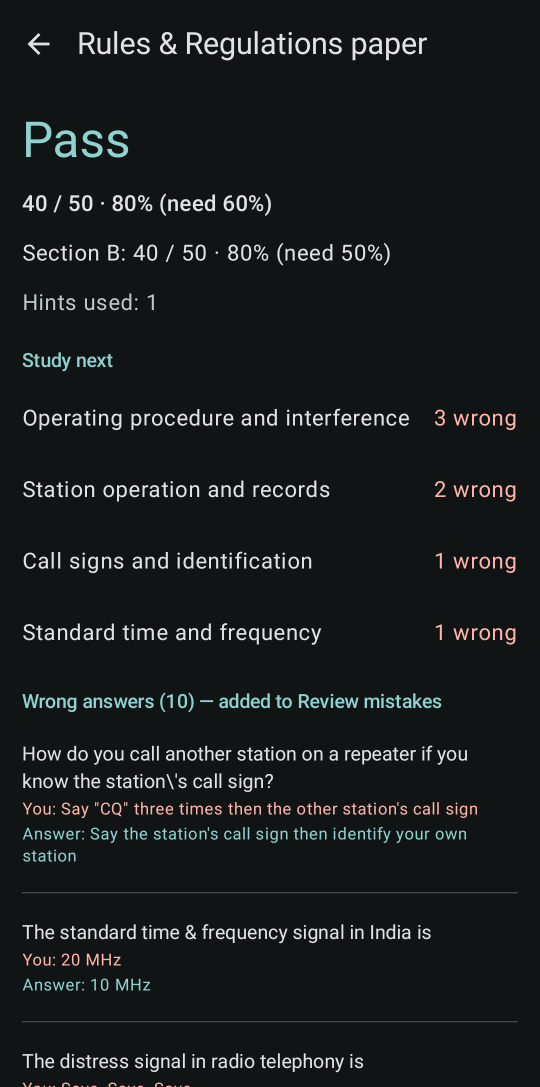 Rules & Regulations paper
Pass
40 / 50 · 80% (need 60%)
Section B: 40 / 50 · 80% (need 50%)
Hints used: 1
Study next
Operating procedure and interference 3 wrong
Station operation and records 2 wrong
Call signs and identification 1 wrong
Standard time and frequency 1 wrong
Wrong answers (10) — added to Review mistakes
How do you call another station on a repeater if you
know the station\'s call sign?
You: Say "CQ" three times then the other station's call sign
Answer: Say the station's call sign then identify your own
station
The standard time & frequency signal in India is
You: 20 MHz
Answer: 10 MHz
The distress signal in radio telephony is
You: Save, Save, Save